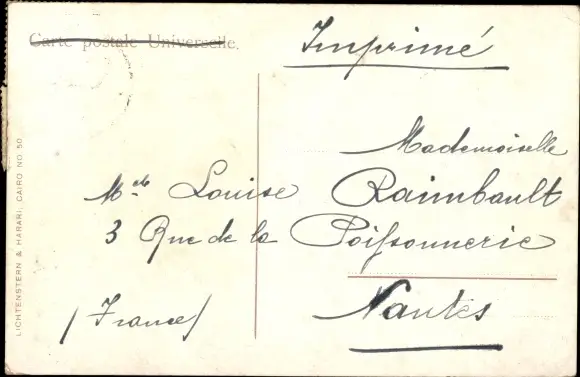 Carte postale Universelle.
Imprimé
Mademoiselle
Mlle Louise Raimbault
3 Rue de la Poissonnerie
Nantes
(France)
LICHTENSTERN & HARARI, CAIRO NO. 50